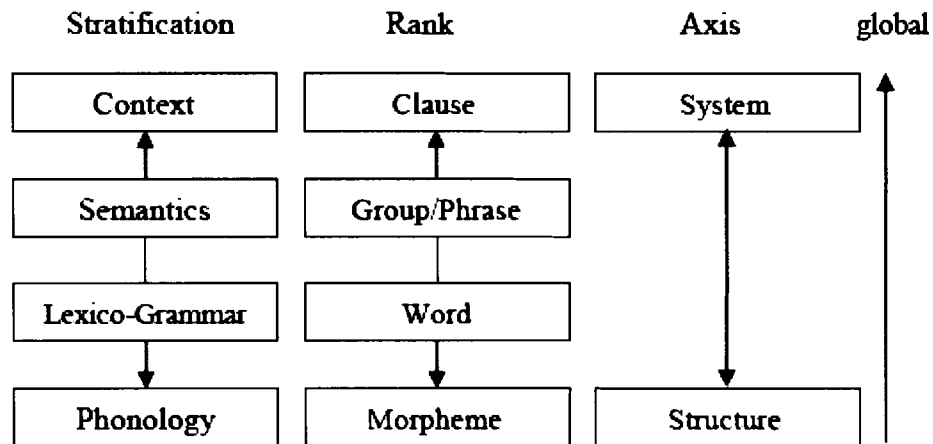 Stratification Rank Axis global
Context Clause System
Semantics Group/Phrase
Lexico-Grammar Word
Phonology Morpheme Structure